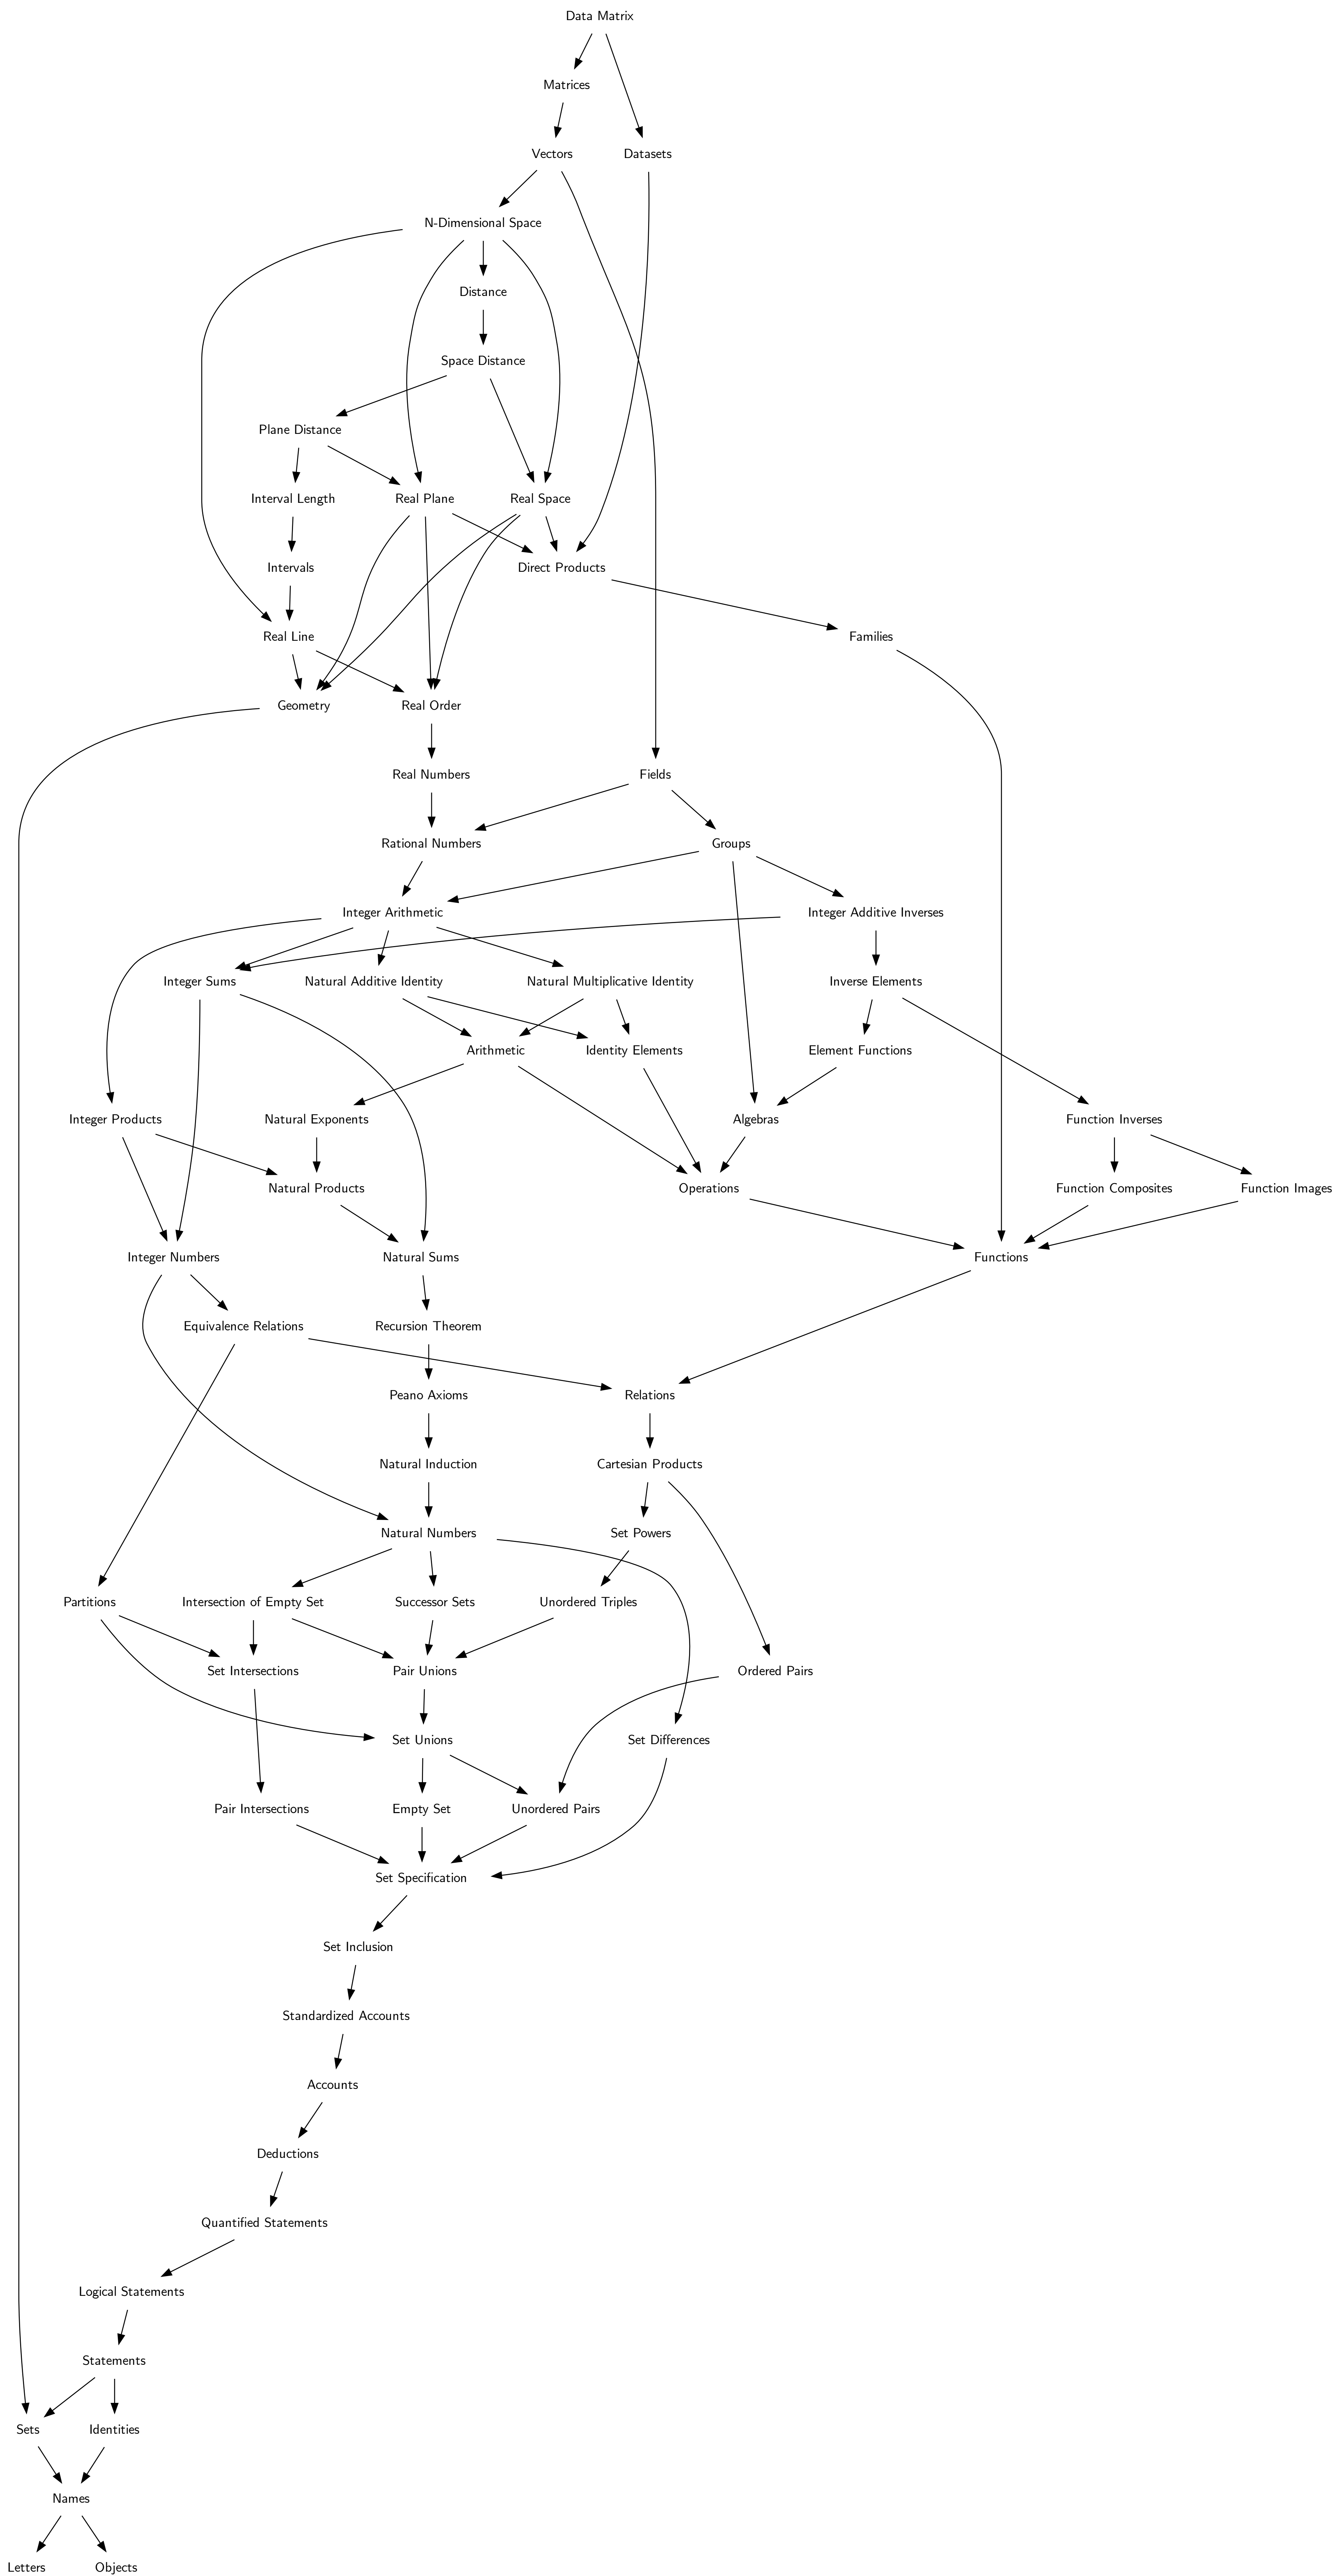 Data Matrix
Matrices
Vectors
Datasets
N-Dimensional Space
Distance
Space Distance
Plane Distance
Interval Length
Real Plane
Real Space
Intervals
Direct Products
Real Line
Families
Geometry
Real Order
Real Numbers
Fields
Rational Numbers
Groups
Integer Arithmetic
Integer Additive Inverses
Integer Sums
Natural Additive Identity
Natural Multiplicative Identity
Inverse Elements
Arithmetic
Identity Elements
Element Functions
Integer Products
Natural Exponents
Algebras
Function Inverses
Natural Products
Operations
Function Composites
Function Images
Integer Numbers
Natural Sums
Functions
Equivalence Relations
Recursion Theorem
Peano Axioms
Relations
Natural Induction
Cartesian Products
Natural Numbers
Set Powers
Partitions
Intersection of Empty Set
Successor Sets
Unordered Triples
Set Intersections
Pair Unions
Ordered Pairs
Set Unions
Set Differences
Pair Intersections
Empty Set
Unordered Pairs
Set Specification
Set Inclusion
Standardized Accounts
Accounts
Deductions
Quantified Statements
Logical Statements
Statements
Sets
Identities
Names
Letters
Objects